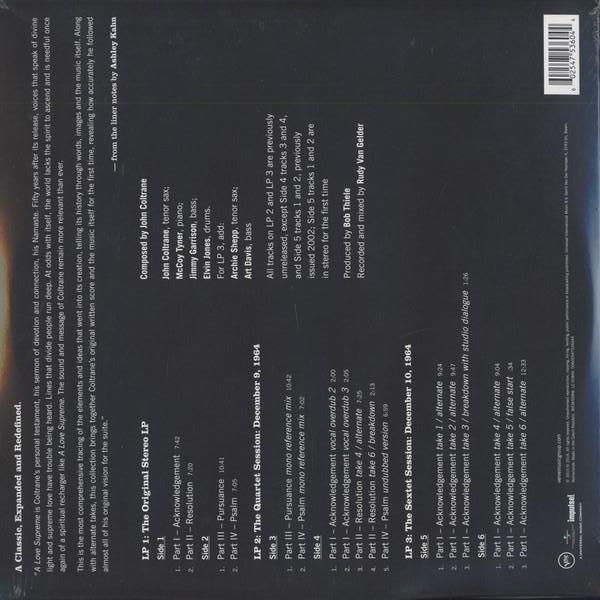 A Classic, Expanded and Redefined.
"A Love Supreme is Coltrane's personal testament, his sermon of devotion and connection, his Namaste. Fifty years after its release, voices that speak of divine
light and supreme love have trouble being heard. Lines that divide people run deep. At odds with itself, the world lacks the spirit to ascend and is needful once
again of a spiritual recharger like A Love Supreme. The sound and message of Coltrane remain more relevant than ever.
This is the most comprehensive tracing of the elements and ideas that went into its creation, telling its history through words, images and the music itself. Along
with alternate takes, this collection brings together Coltrane's original written score and the music itself for the first time, revealing how accurately he followed
almost all of his original vision for the suite."
— from the liner notes by Ashley Kahn
LP 1: The Original Stereo LP
Side 1
1. Part I – Acknowledgement 7:42
2. Part II – Resolution 7:20
Side 2
1. Part III – Pursuance 10:41
2. Part IV – Psalm 7:05
LP 2: The Quartet Session: December 9, 1964
Side 3
1. Part III – Pursuance mono reference mix 10:42
2. Part IV – Psalm mono reference mix 7:02
Side 4
1. Part I – Acknowledgement vocal overdub 2 2:00
2. Part I – Acknowledgement vocal overdub 3 2:05
3. Part II – Resolution take 4 / alternate 7:25
4. Part II – Resolution take 6 / breakdown 2:13
5. Part IV – Psalm undubbed version 6:59
LP 3: The Sextet Session: December 10, 1964
Side 5
1. Part I – Acknowledgement take 1 / alternate 9:24
2. Part I – Acknowledgement take 2 / alternate 9:47
3. Part I – Acknowledgement take 3 / breakdown with studio dialogue 1:26
Side 6
1. Part I – Acknowledgement take 4 / alternate 9:04
2. Part I – Acknowledgement take 5 / false start :34
3. Part I – Acknowledgement take 6 / alternate 12:33
Composed by John Coltrane
John Coltrane, tenor sax;
McCoy Tyner, piano;
Jimmy Garrison, bass;
Elvin Jones, drums.
For LP 3, add:
Archie Shepp, tenor sax;
Art Davis, bass
All tracks on LP 2 and LP 3 are previously
unreleased, except Side 4 tracks 3 and 4,
and Side 5 tracks 1 and 2, previously
issued 2002; Side 5 tracks 1 and 2 are
in stereo for the first time
Produced by Bob Thiele
Recorded and mixed by Rudy Van Gelder
impulse!
6 02547 53604 4